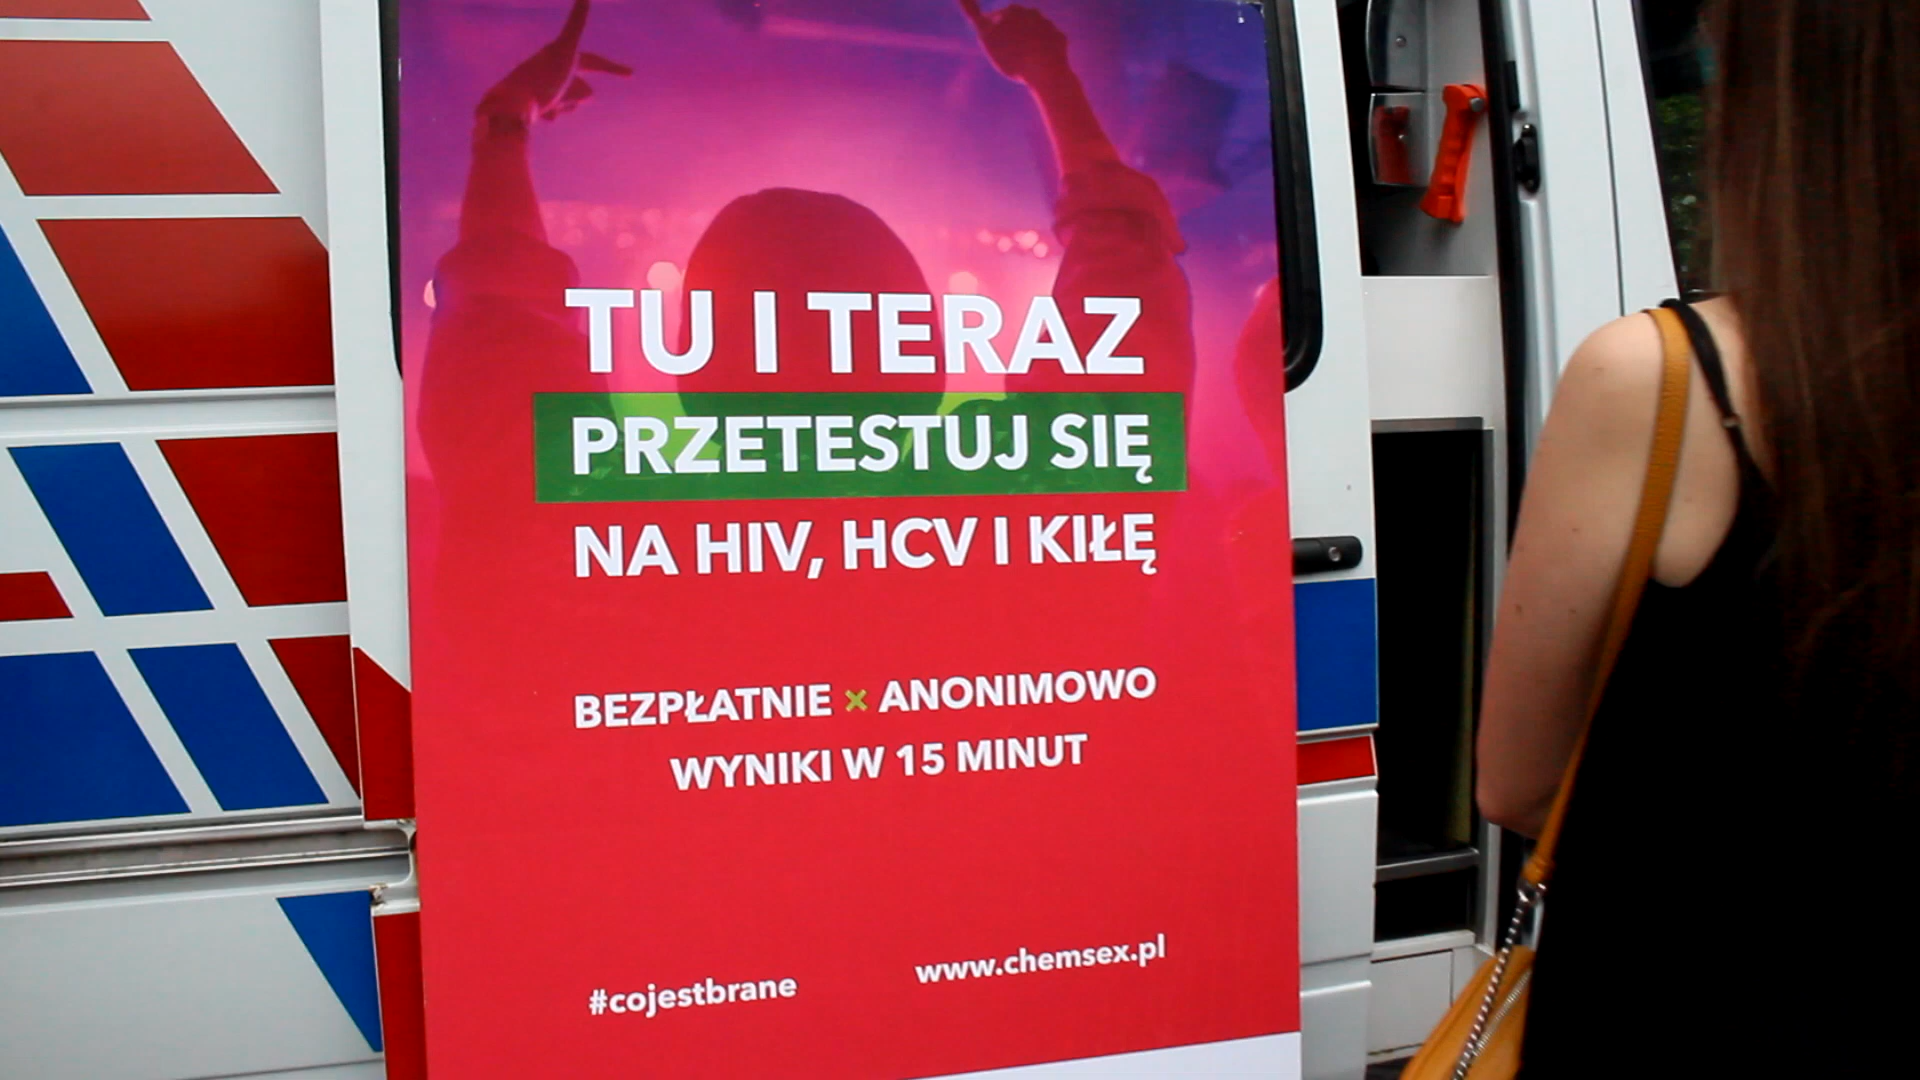 TU I TERAZ
PRZETESTUJ SIĘ
NA HIV, HCV I KIŁĘ
BEZPŁATNIE × ANONIMOWO
WYNIKI W 15 MINUT
#cojestbrane
www.chemsex.pl